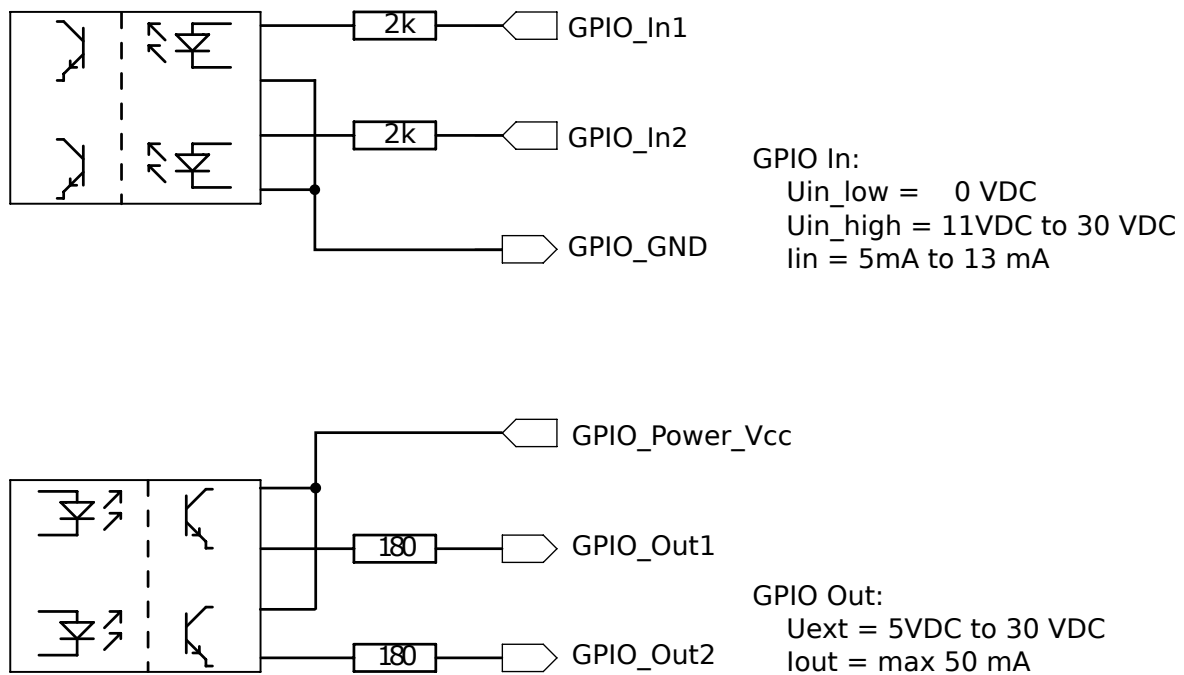 2k
GPIO_In1
2k
GPIO_In2
GPIO_GND
GPIO In:
Uin_low = 0 VDC
Uin_high = 11VDC to 30 VDC
Iin = 5mA to 13 mA
GPIO_Power_Vcc
180
GPIO_Out1
180
GPIO_Out2
GPIO Out:
Uext = 5VDC to 30 VDC
Iout = max 50 mA